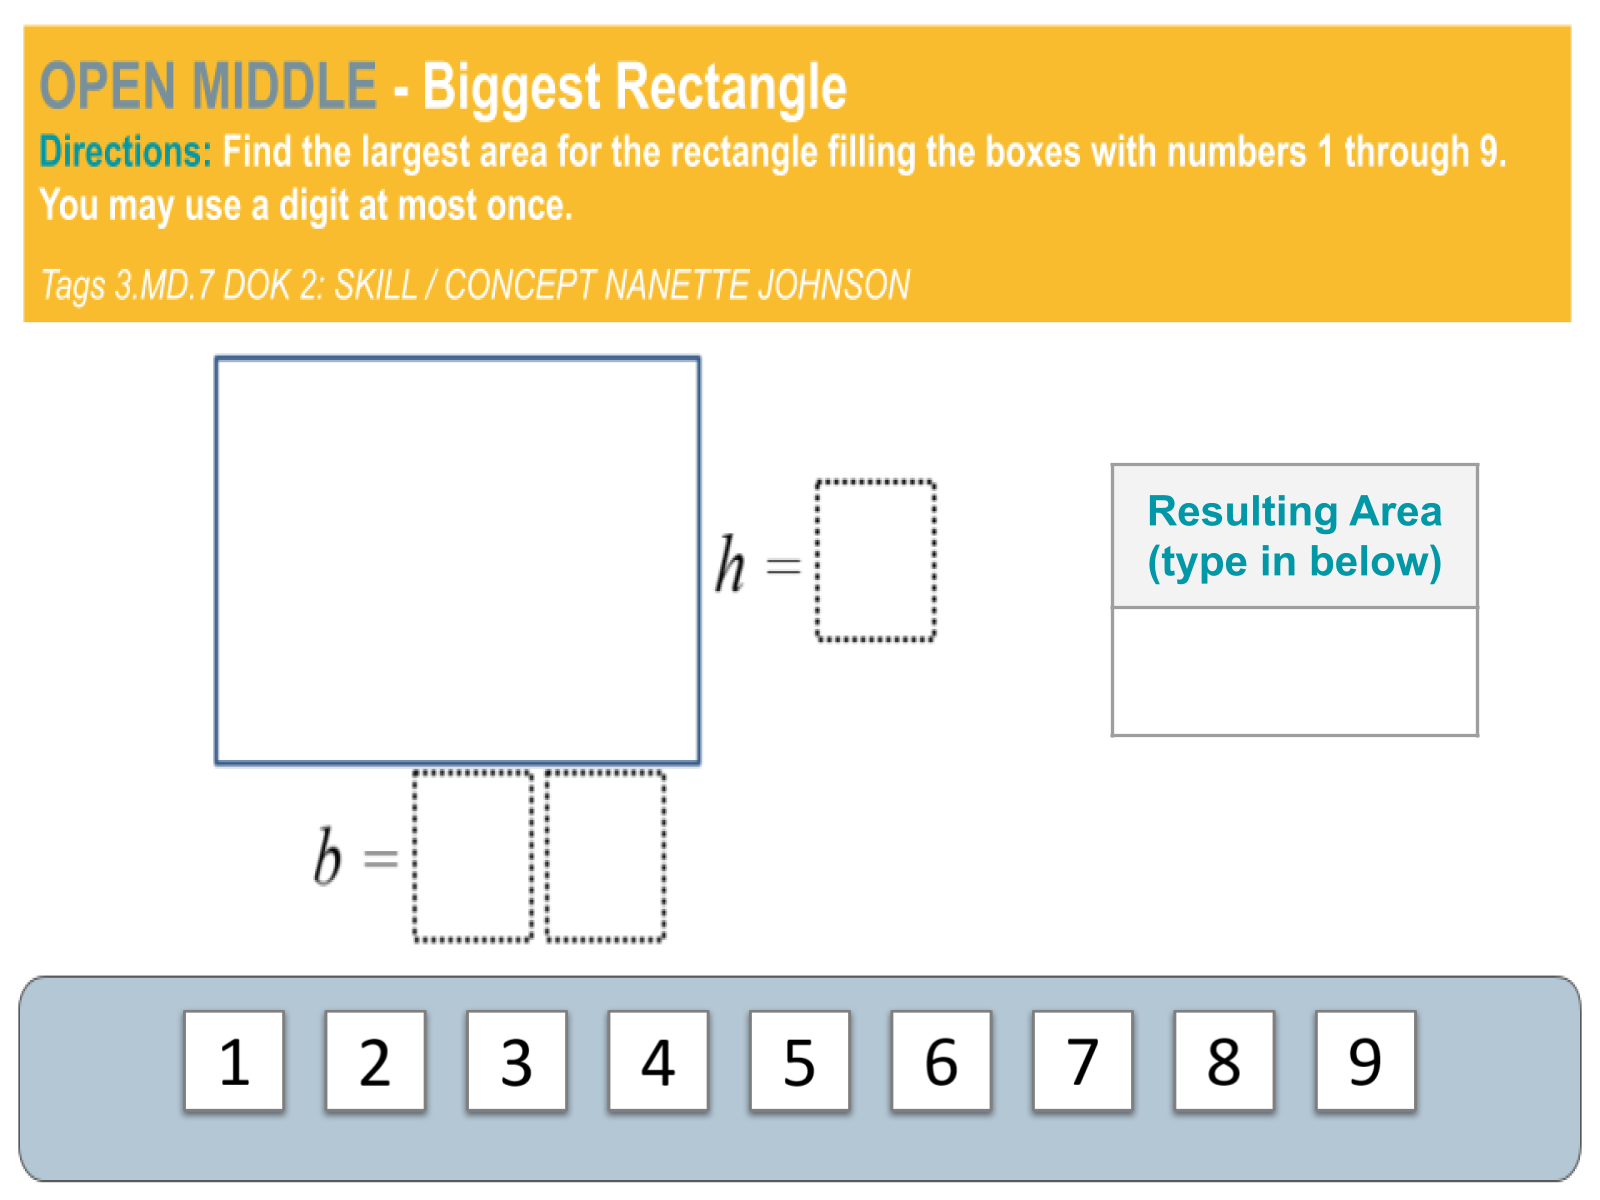 OPEN MIDDLE - Biggest Rectangle
Directions: Find the largest area for the rectangle filling the boxes with numbers 1 through 9.
You may use a digit at most once.
Tags 3.MD.7 DOK 2: SKILL / CONCEPT NANETTE JOHNSON
h =
Resulting Area
(type in below)
b =
1 2 3 4 5 6 7 8 9